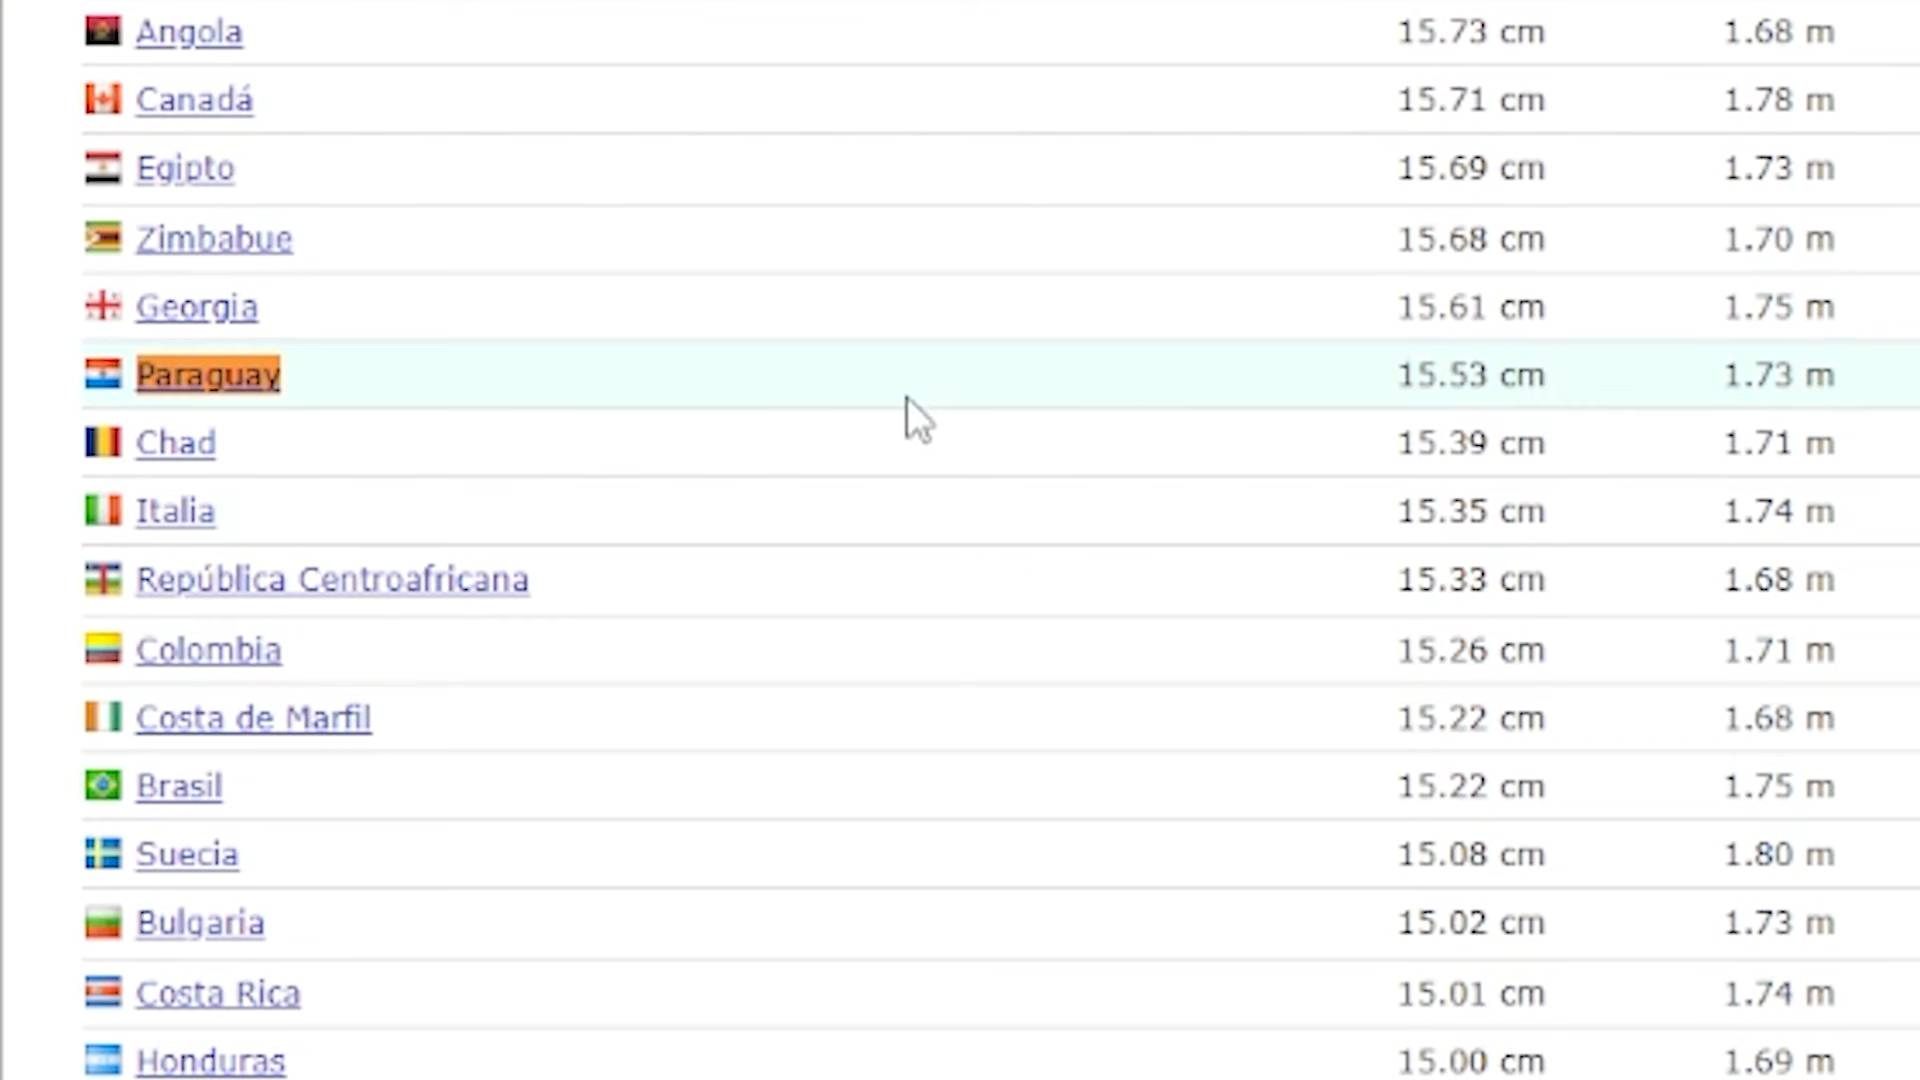 Angola 15.73 cm 1.68 m
Canadá 15.71 cm 1.78 m
Egipto 15.69 cm 1.73 m
Zimbabue 15.68 cm 1.70 m
Georgia 15.61 cm 1.75 m
Paraguay 15.53 cm 1.73 m
Chad 15.39 cm 1.71 m
Italia 15.35 cm 1.74 m
República Centroafricana 15.33 cm 1.68 m
Colombia 15.26 cm 1.71 m
Costa de Marfil 15.22 cm 1.68 m
Brasil 15.22 cm 1.75 m
Suecia 15.08 cm 1.80 m
Bulgaria 15.02 cm 1.73 m
Costa Rica 15.01 cm 1.74 m
Honduras 15.00 cm 1.69 m